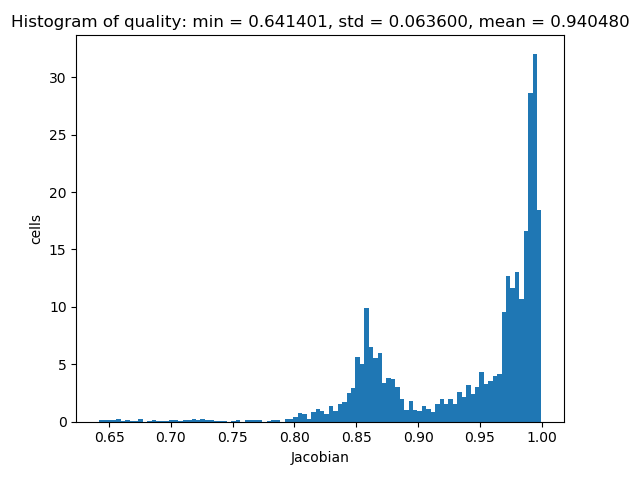 Histogram of quality: min = 0.641401, std = 0.063600, mean = 0.940480
30
25
20
15
10
5
0
cells
0.65 0.70 0.75 0.80 0.85 0.90 0.95 1.00
Jacobian